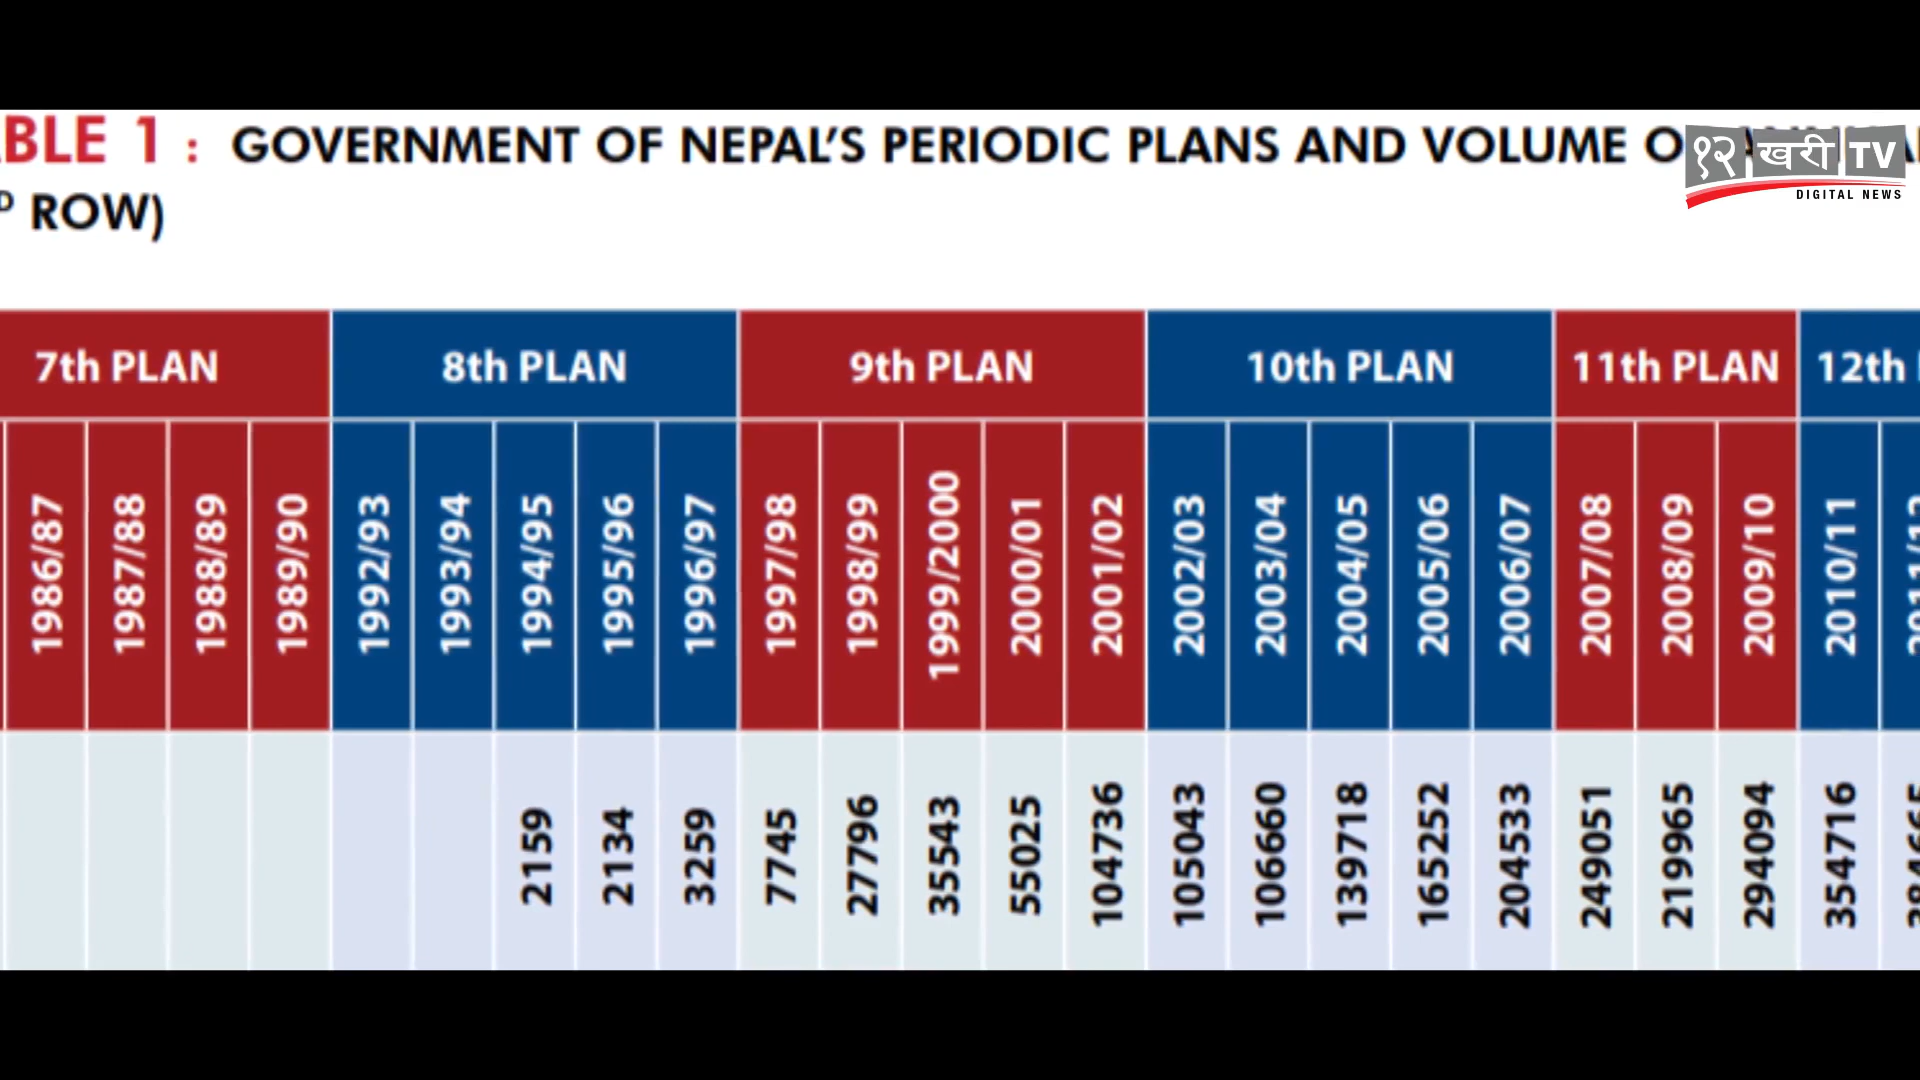 ABLE 1 : GOVERNMENT OF NEPAL'S PERIODIC PLANS AND VOLUME O
D ROW)
१२ खरी TV
DIGITAL NEWS
7th PLAN 8th PLAN 9th PLAN 10th PLAN 11th PLAN 12th
1986/87 1987/88 1988/89 1989/90 1992/93 1993/94 1994/95 1995/96 1996/97 1997/98 1998/99 1999/2000 2000/01 2001/02 2002/03 2003/04 2004/05 2005/06 2006/07 2007/08 2008/09 2009/10 2010/11
21159 2134 3259 7745 27796 35543 55025 104736 105043 106660 139718 165252 204533 249051 219965 294094 354716